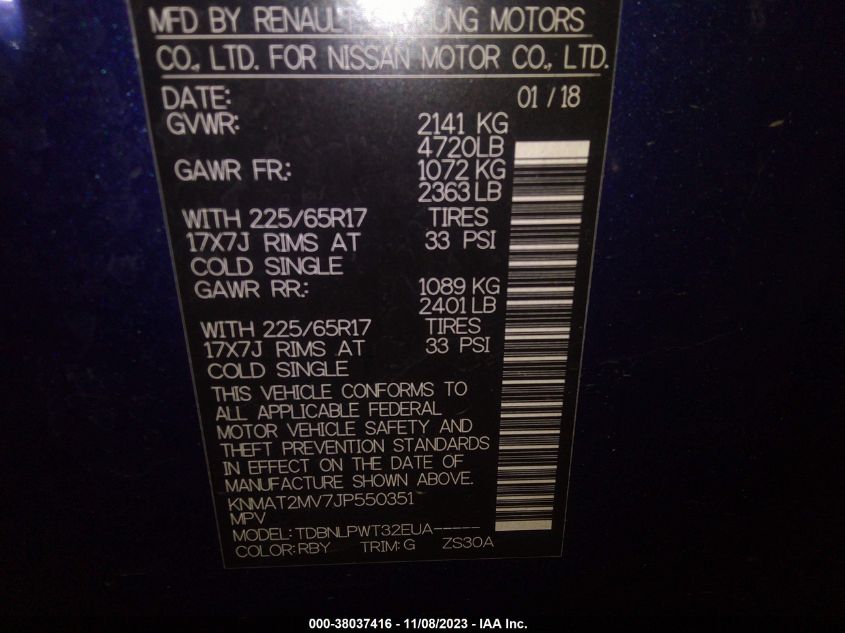 MFD BY RENAULT MOTORS
CO., LTD. FOR NISSAN MOTOR CO., LTD.
DATE: 01 / 18
GVWR: 2141 KG
4720LB
GAWR FR.: 1072 KG
2363 LB
WITH 225/65R17 TIRES
17X7J RIMS AT 33 PSI
COLD SINGLE
GAWR RR.: 1089 KG
2401 LB
WITH 225/65R17 TIRES
17X7J RIMS AT 33 PSI
COLD SINGLE
THIS VEHICLE CONFORMS TO
ALL APPLICABLE FEDERAL
MOTOR VEHICLE SAFETY AND
THEFT PREVENTION STANDARDS
IN EFFECT ON THE DATE OF
MANUFACTURE SHOWN ABOVE.
KNMAT2MV7JP550351
MPV
MODEL: TDBNLPWT32EUA-----
COLOR:RBY TRIM:G ZS30A
000-38037416 - 11/08/2023 - IAA Inc.